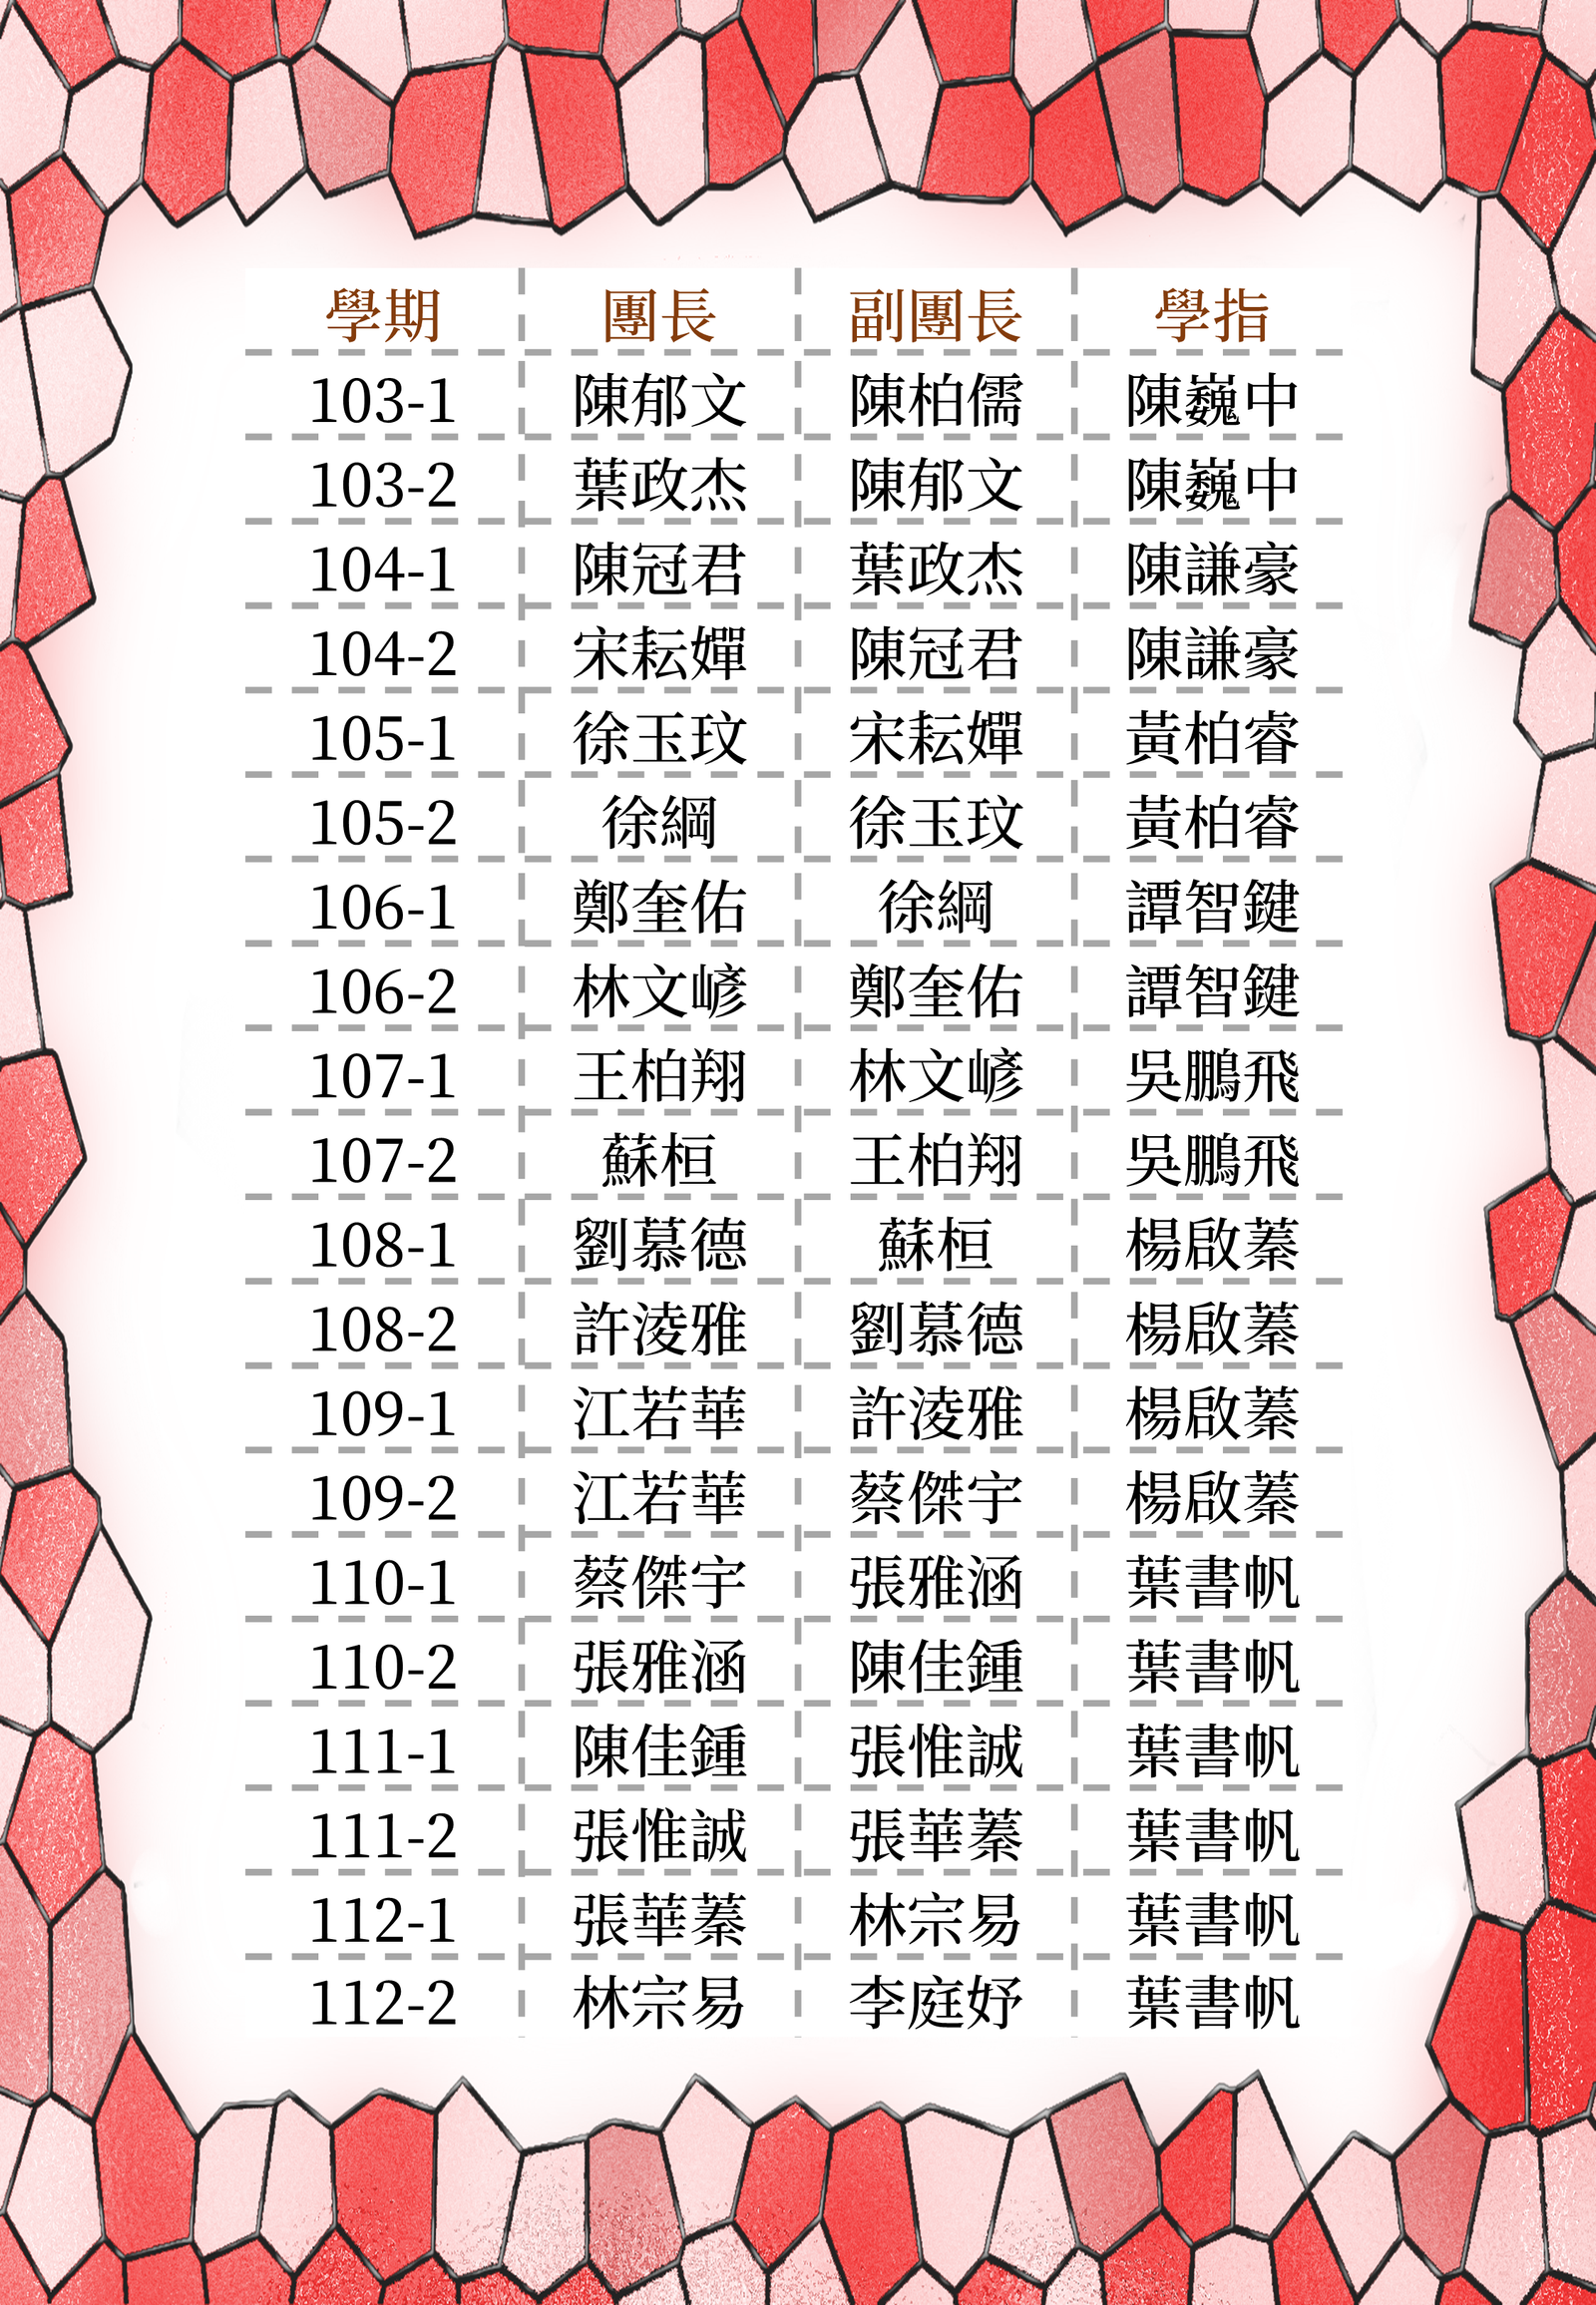 學期 團長 副團長 學指
103-1 陳郁文 陳柏儒 陳巍中
103-2 葉政杰 陳郁文 陳巍中
104-1 陳冠君 葉政杰 陳謙豪
104-2 宋耘嬋 陳冠君 陳謙豪
105-1 徐玉玟 宋耘嬋 黃柏睿
105-2 徐綱 徐玉玟 黃柏睿
106-1 鄭奎佑 徐綱 譚智鍵
106-2 林文嵃 鄭奎佑 譚智鍵
107-1 王柏翔 林文嵃 吳鵬飛
107-2 蘇桓 王柏翔 吳鵬飛
108-1 劉慕德 蘇桓 楊啟蓁
108-2 許淩雅 劉慕德 楊啟蓁
109-1 江若華 許淩雅 楊啟蓁
109-2 江若華 蔡傑宇 楊啟蓁
110-1 蔡傑宇 張雅涵 葉書帆
110-2 張雅涵 陳佳鍾 葉書帆
111-1 陳佳鍾 張惟誠 葉書帆
111-2 張惟誠 張華蓁 葉書帆
112-1 張華蓁 林宗易 葉書帆
112-2 林宗易 李庭妤 葉書帆